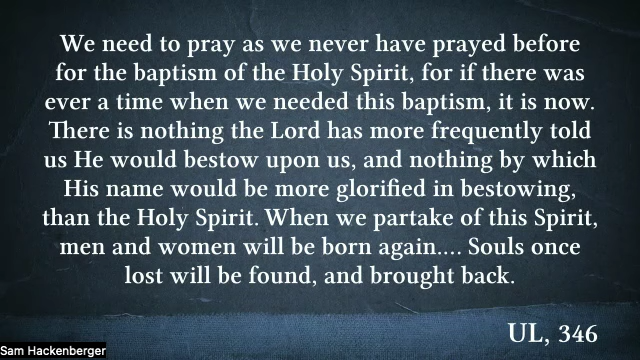 We need to pray as we never have prayed before
for the baptism of the Holy Spirit, for if there was
ever a time when we needed this baptism, it is now.
There is nothing the Lord has more frequently told
us He would bestow upon us, and nothing by which
His name would be more glorified in bestowing,
than the Holy Spirit. When we partake of this Spirit,
men and women will be born again.... Souls once
lost will be found, and brought back.
UL, 346
Sam Hackenberger